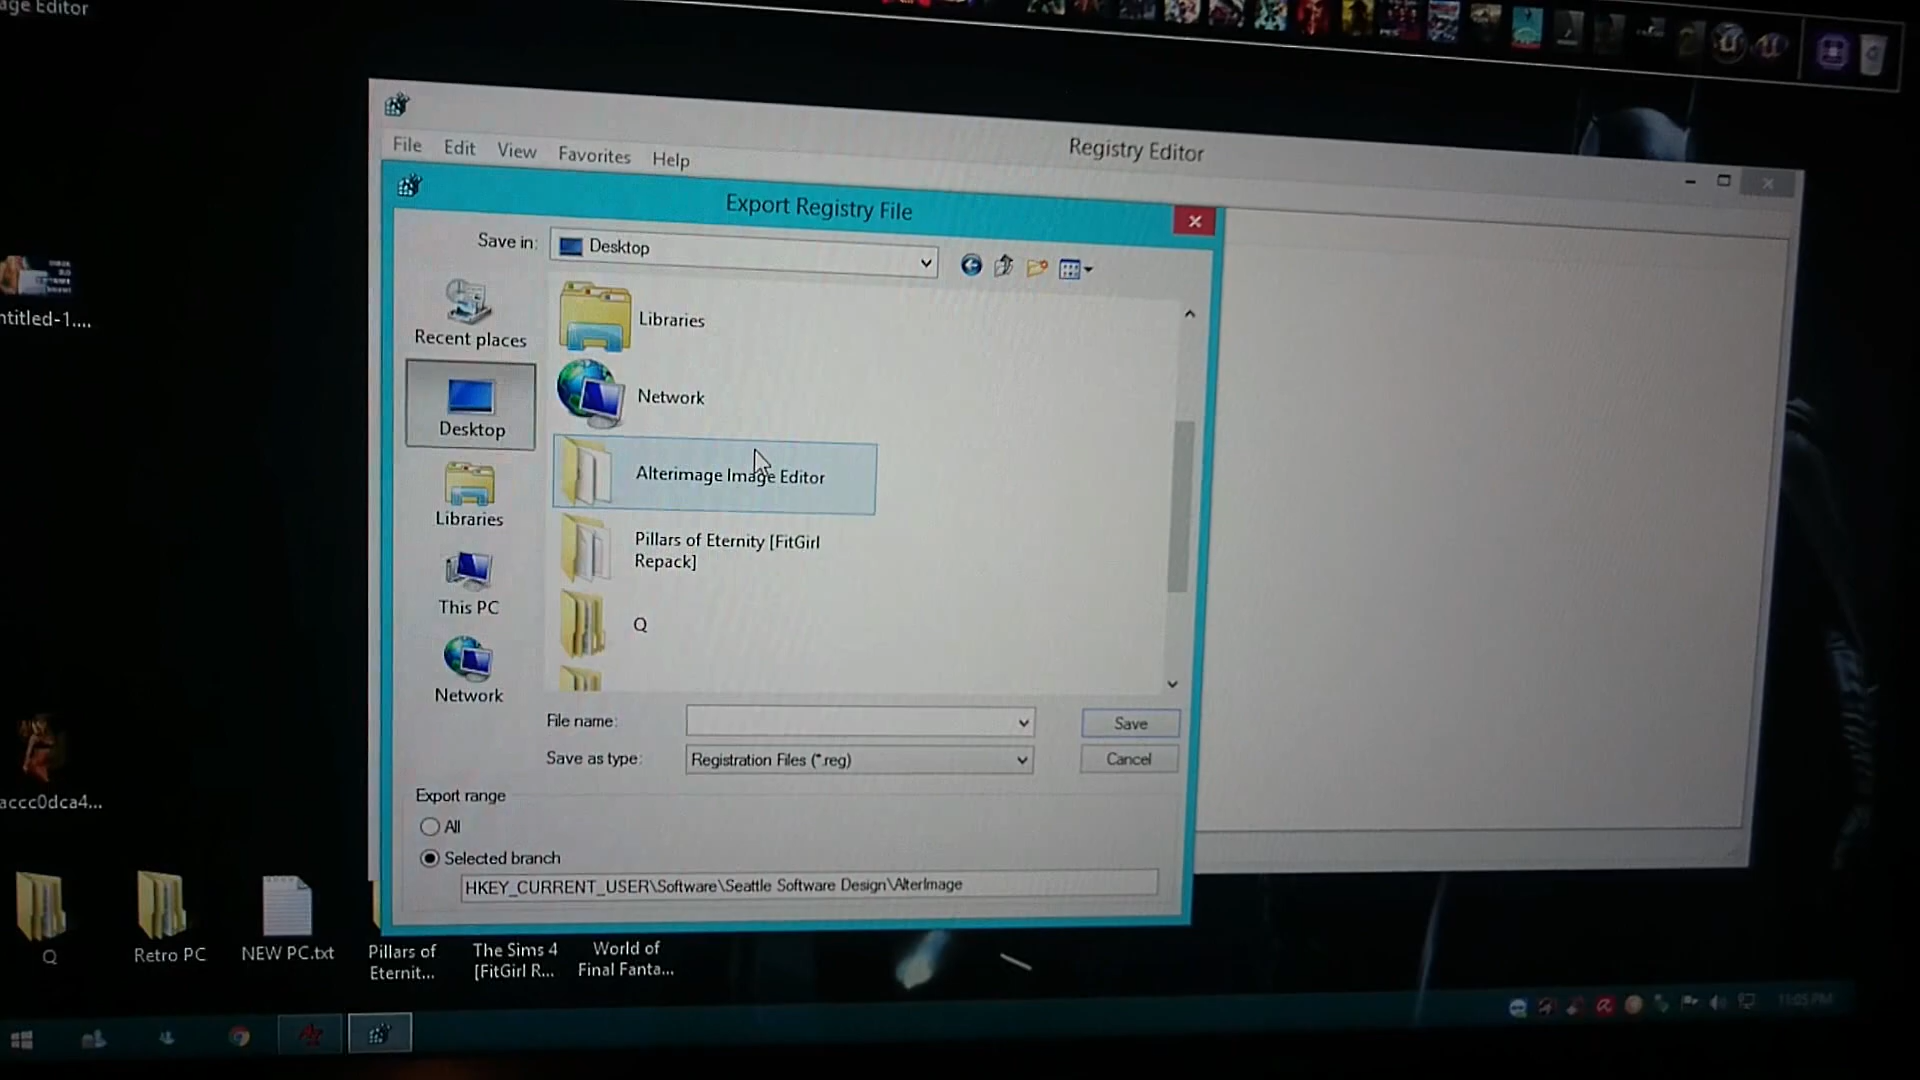 age Editor
Registry Editor
File Edit View Favorites Help
Export Registry File
Save in:
Desktop
Recent places
Desktop
Libraries
This PC
Network
Libraries
Network
Alterimage Image Editor
Pillars of Eternity [FitGirl
Repack]
Q
File name:
Save
Save as type:
Registration Files (*.reg)
Cancel
Export range
All
Selected branch
HKEY_CURRENT_USER\Software\Seattle Software Design\AlterImage
ntitled-1....
accc0dca4...
Q
Retro PC
NEW PC.txt
Pillars of
Eternit...
The Sims 4
[FitGirl R...
World of
Final Fanta...
11:05 PM